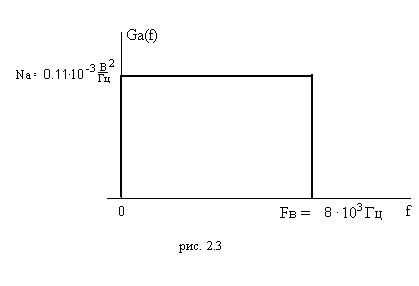 Ga(f)
Na = 0.11·10⁻³ В²/Гц
0 Fв = 8 · 10³ Гц f
рис. 2.3